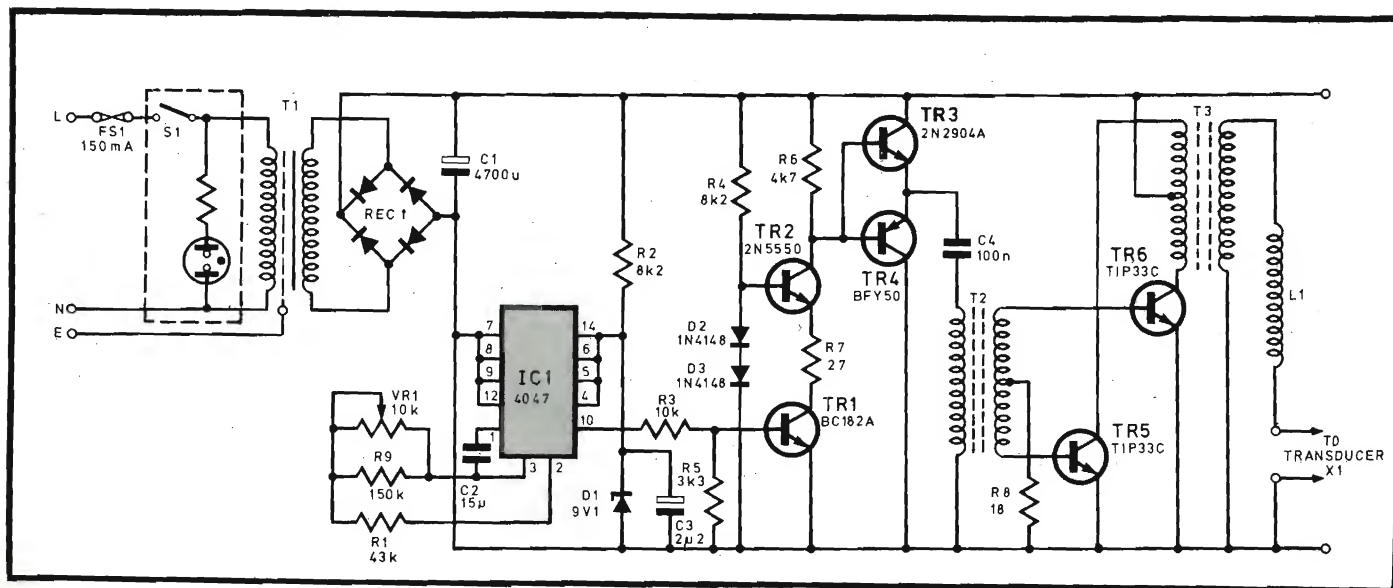 L
FS1
150mA
S1
T1
N
E
REC 1
C1
4700u
R2
8k2
IC1
4047
7
8
9
12
1
3
2
14
6
5
4
10
VR1
10k
R9
150k
R1
43k
C2
15µ
R3
10k
D1
9V1
C3
2µ2
R5
3k3
R4
8k2
D2
1N4148
D3
1N4148
R6
4k7
TR2
2N5550
R7
27
TR1
BC182A
TR3
2N2904A
TR4
BFY50
C4
100n
T2
R8
18
TR5
TIP33C
TR6
TIP33C
T3
L1
TO
TRANSDUCER
X1